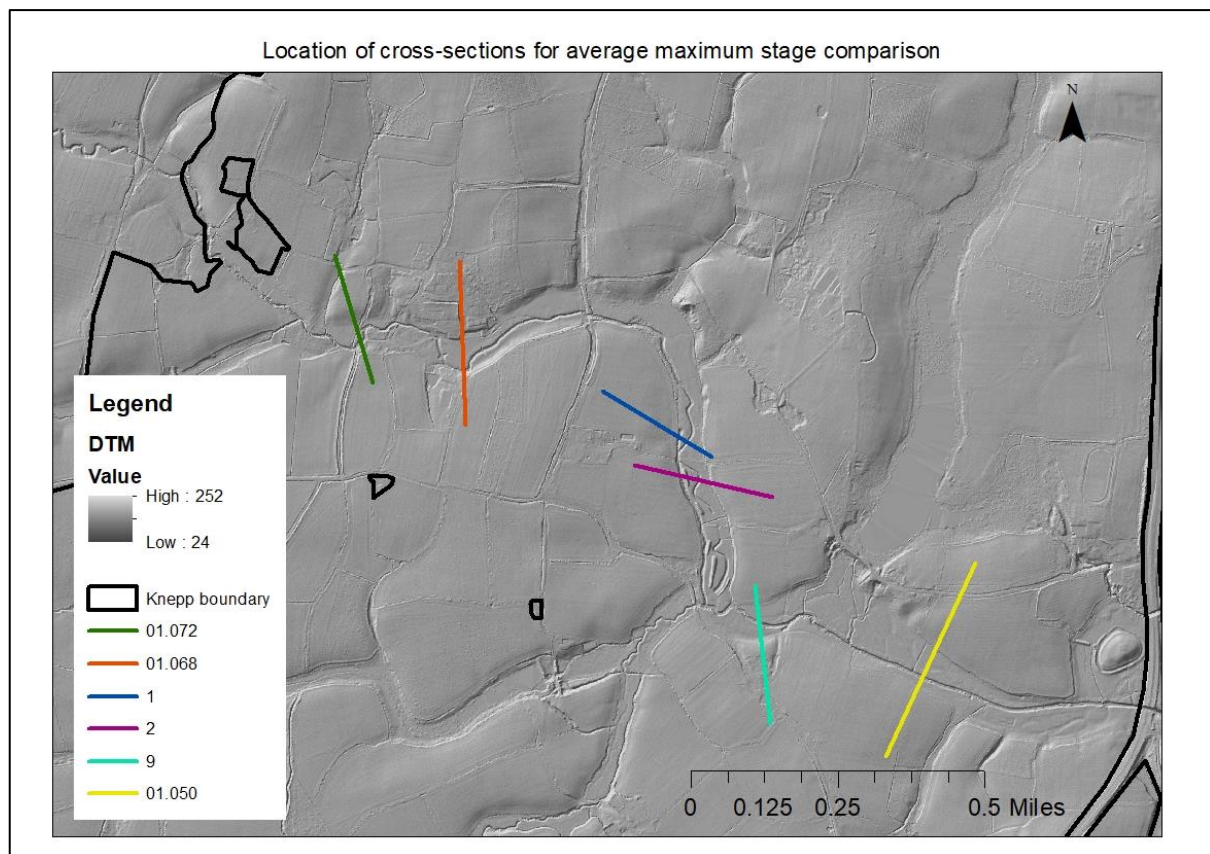 Location of cross-sections for average maximum stage comparison
N
Legend
DTM
Value
High : 252
Low : 24
Knepp boundary
01.072
01.068
1
2
9
01.050
0 0.125 0.25 0.5 Miles